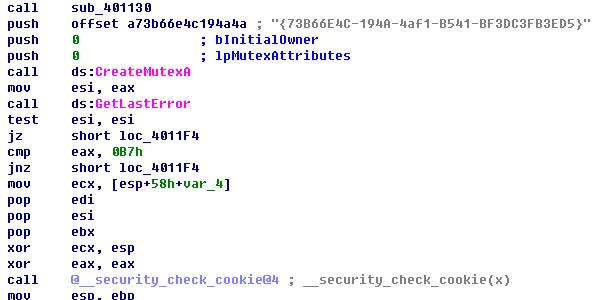 call sub_401130
push offset a73b66e4c194a4a ; "{73B66E4C-194A-4af1-B541-BF3DC3FB3ED5}"
push 0 ; bInitialOwner
push 0 ; lpMutexAttributes
call ds:CreateMutexA
mov esi, eax
call ds:GetLastError
test esi, esi
jz short loc_4011F4
cmp eax, 0B7h
jnz short loc_4011F4
mov ecx, [esp+58h+var_4]
pop edi
pop esi
pop ebx
xor ecx, esp
xor eax, eax
call @__security_check_cookie@4 ; __security_check_cookie(x)
mov esp, ebp